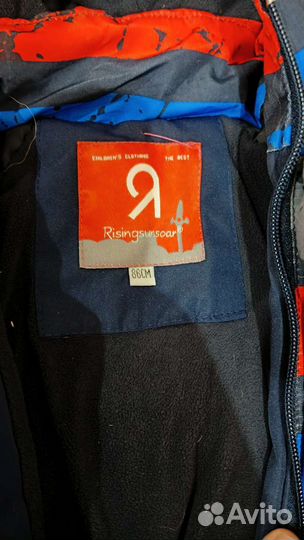 CHILDREN'S CLOTHING THE BEST
Risingsunsoar®
86CM
Avito